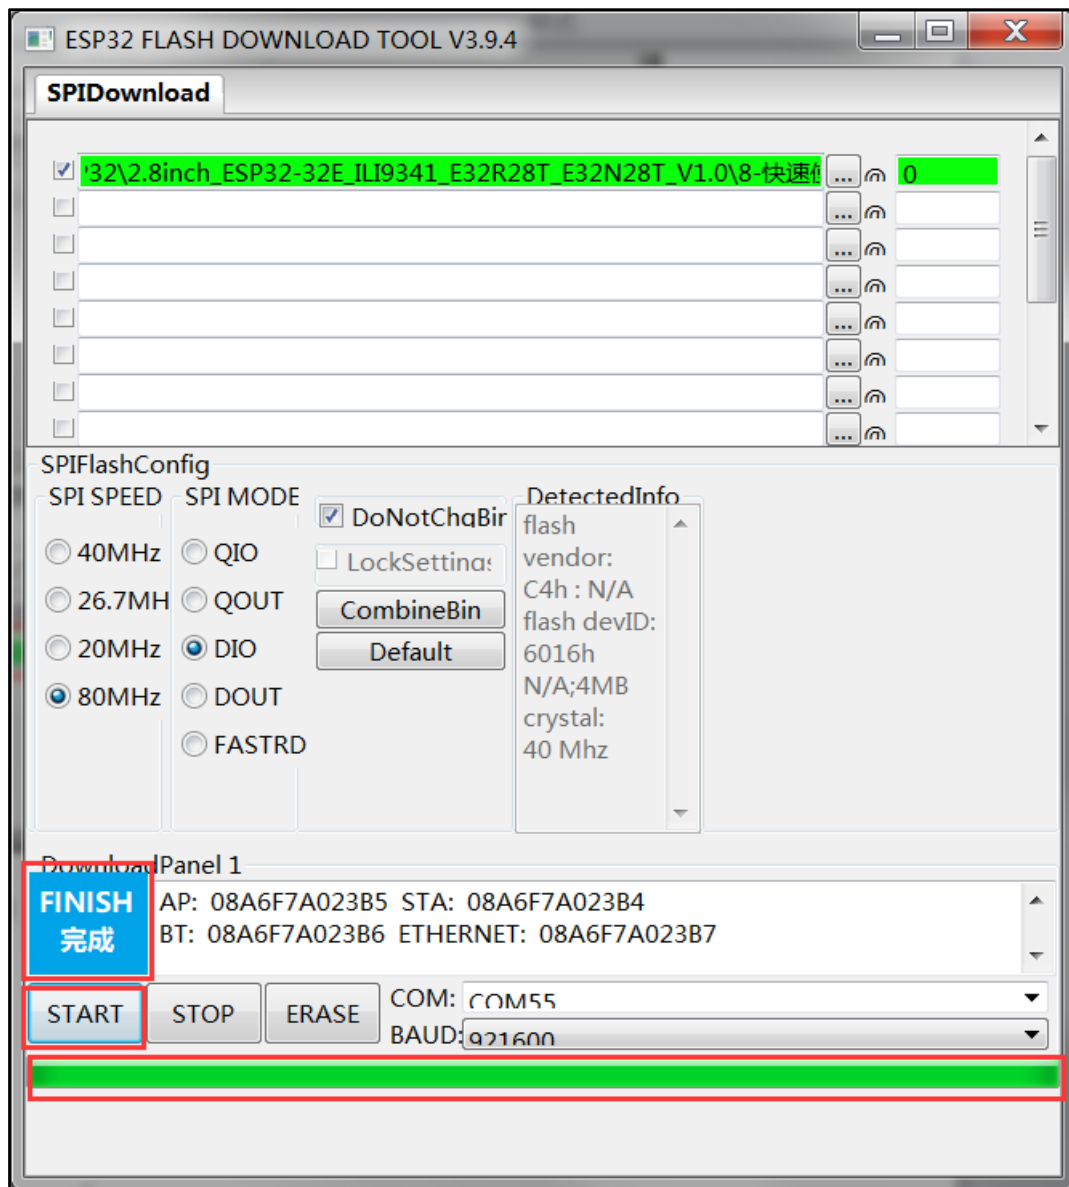 ESP32 FLASH DOWNLOAD TOOL V3.9.4
SPIDownload
32\2.8inch_ESP32-32E_ILI9341_E32R28T_E32N28T_V1.0\8-快速 ... @ 0
... @
... @
... @
... @
... @
... @
... @
SPIFlashConfig
SPI SPEED
40MHz
26.7MH
20MHz
80MHz
SPI MODE
QIO
QOUT
DIO
DOUT
FASTRD
DoNotChgBin
LockSettings
CombineBin
Default
DetectedInfo
flash
vendor:
C4h : N/A
flash devID:
6016h
N/A;4MB
crystal:
40 Mhz
DownloadPanel 1
FINISH
完成
AP: 08A6F7A023B5 STA: 08A6F7A023B4
BT: 08A6F7A023B6 ETHERNET: 08A6F7A023B7
START
STOP
ERASE
COM: COM55
BAUD: 921600